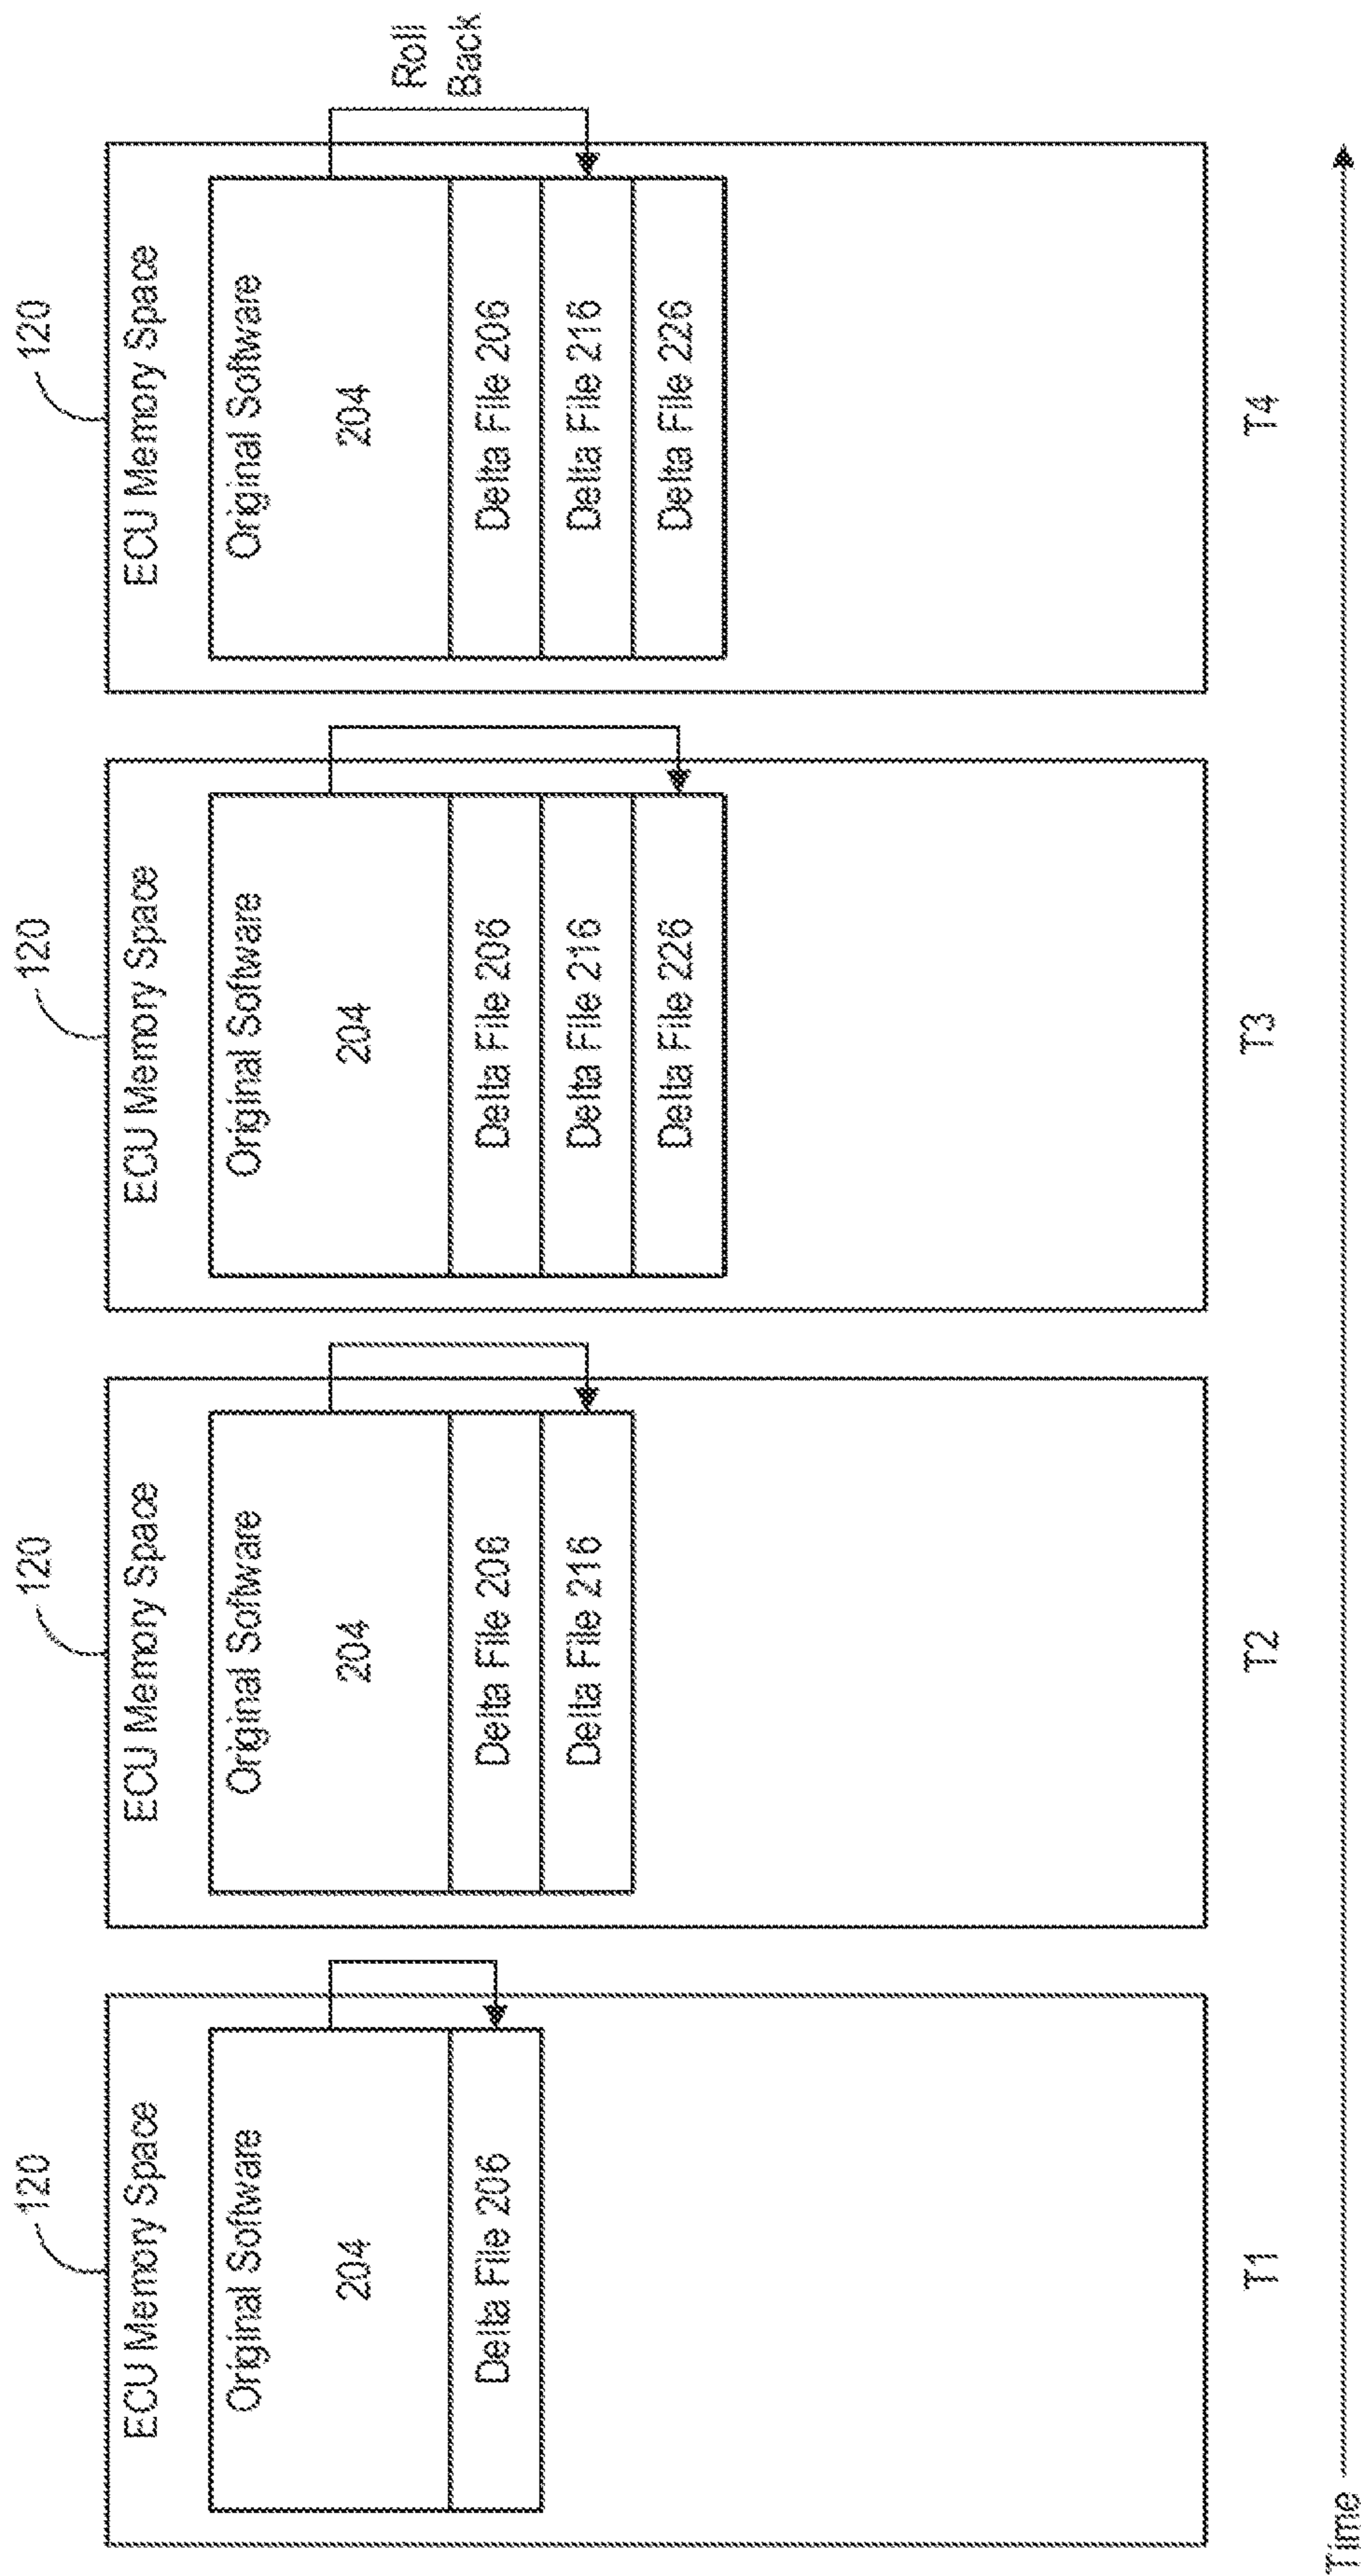 120
ECU Memory Space
Original Software
204
Delta File 206
T1
120
ECU Memory Space
Original Software
204
Delta File 206
Delta File 216
T2
120
ECU Memory Space
Original Software
204
Delta File 206
Delta File 216
Delta File 226
T3
120
ECU Memory Space
Original Software
204
Delta File 206
Delta File 216
Delta File 226
T4
Roll
Back
Time